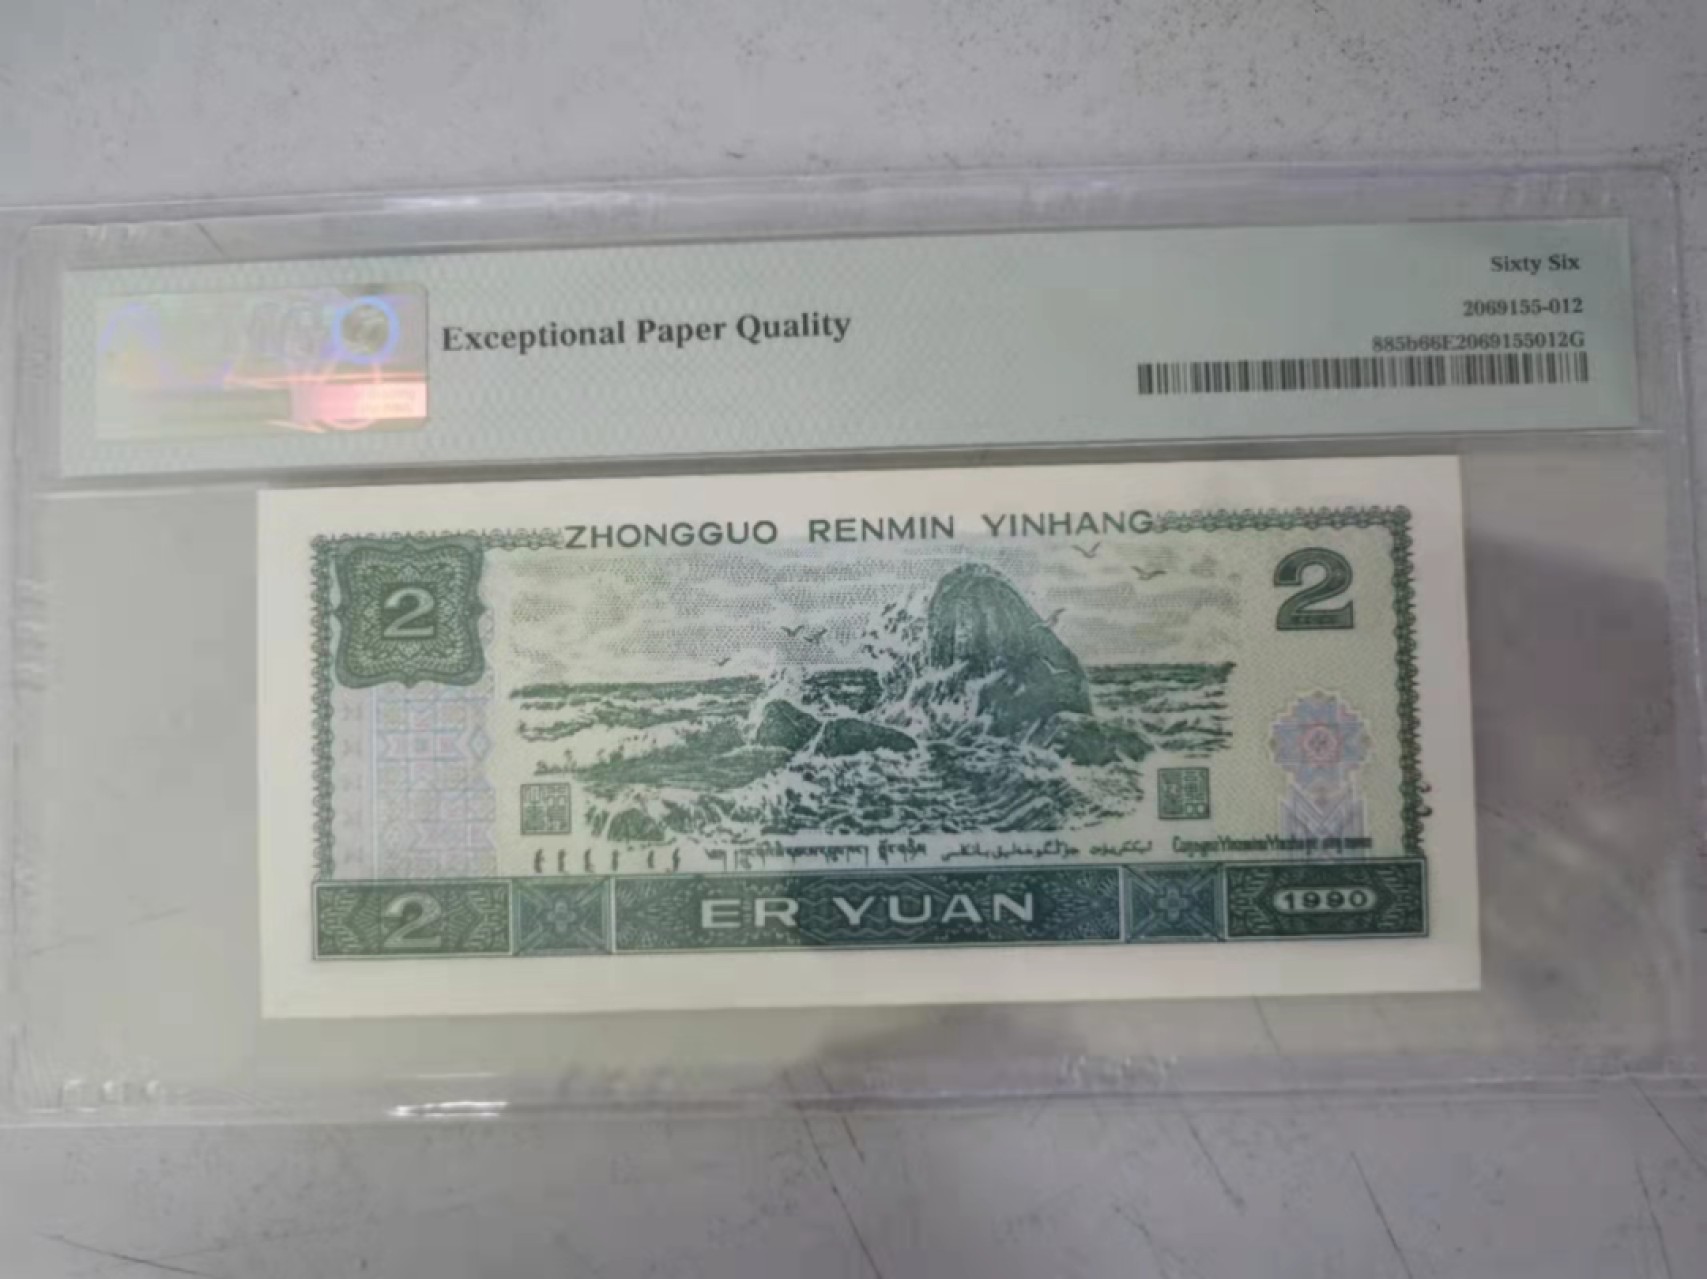 Sixty Six
2069155-012
885b66E2069155012G
Exceptional Paper Quality
ZHONGGUO RENMIN YINHANG
2
2
2
ER YUAN
1990